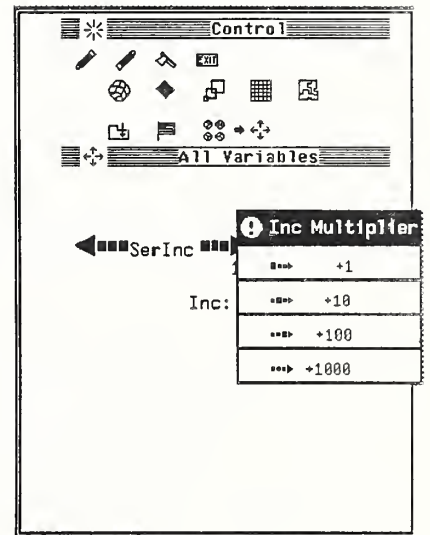 Control
EXIT
All Variables
SerInc
Inc:
Inc Multiplier
+1
+10
+100
+1000